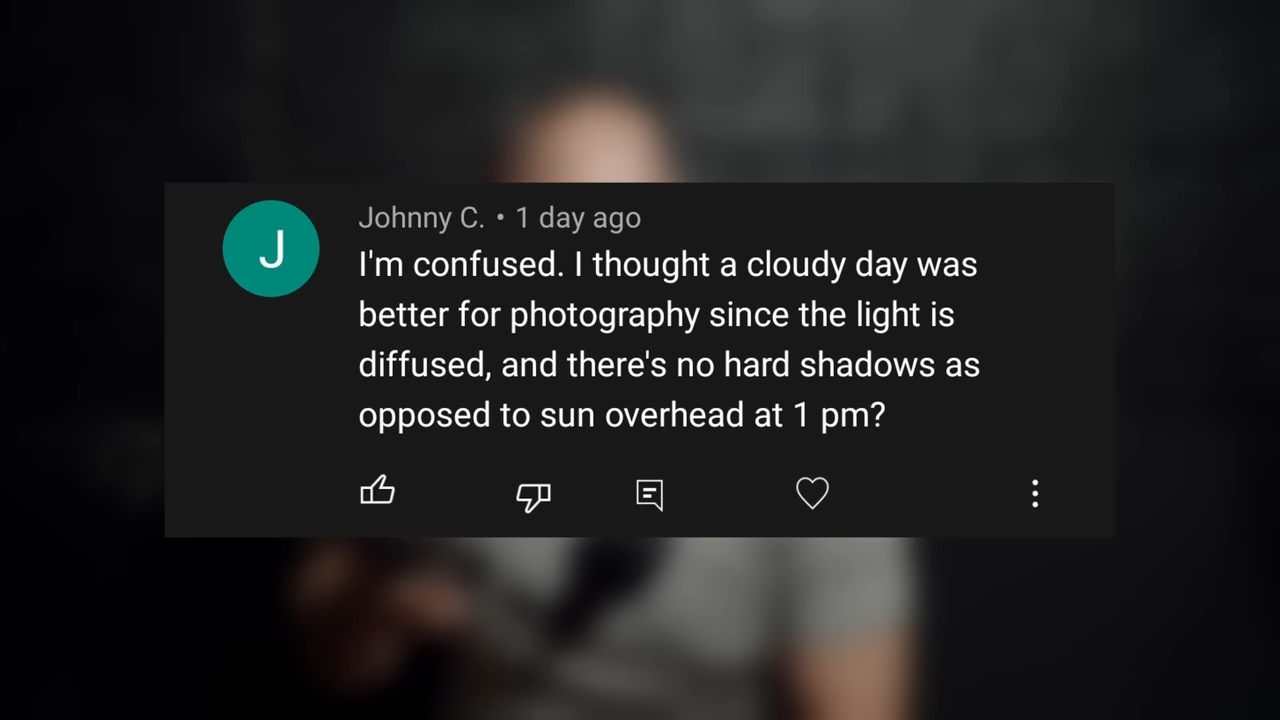 J
Johnny C. • 1 day ago
I'm confused. I thought a cloudy day was
better for photography since the light is
diffused, and there's no hard shadows as
opposed to sun overhead at 1 pm?